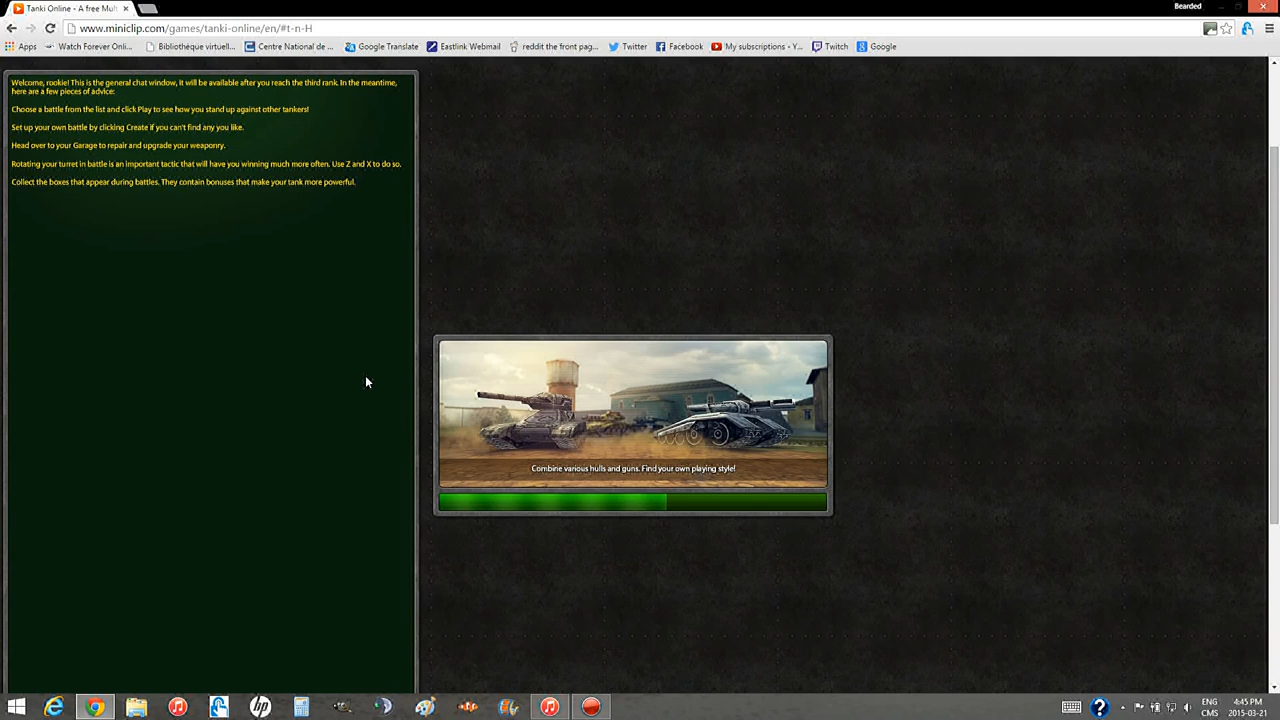 Tanki Online - A free Mult
Bearded
www.miniclip.com/games/tanki-online/en/#t-n-H
Apps
Watch Forever Onli...
Bibliothèque virtuell...
Centre National de ...
Google Translate
Eastlink Webmail
reddit the front pag...
Twitter
Facebook
My subscriptions - Y...
Twitch
Google
Welcome, rookie! This is the general chat window, it will be available after you reach the third rank. In the meantime,
here are a few pieces of advice:
Choose a battle from the list and click Play to see how you stand up against other tankers!
Set up your own battle by clicking Create if you can't find any you like.
Head over to your Garage to repair and upgrade your weaponry.
Rotating your turret in battle is an important tactic that will have you winning much more often. Use Z and X to do so.
Collect the boxes that appear during battles. They contain bonuses that make your tank more powerful.
Combine various hulls and guns. Find your own playing style!
hp
ENG
CMS
4:45 PM
2015-03-21